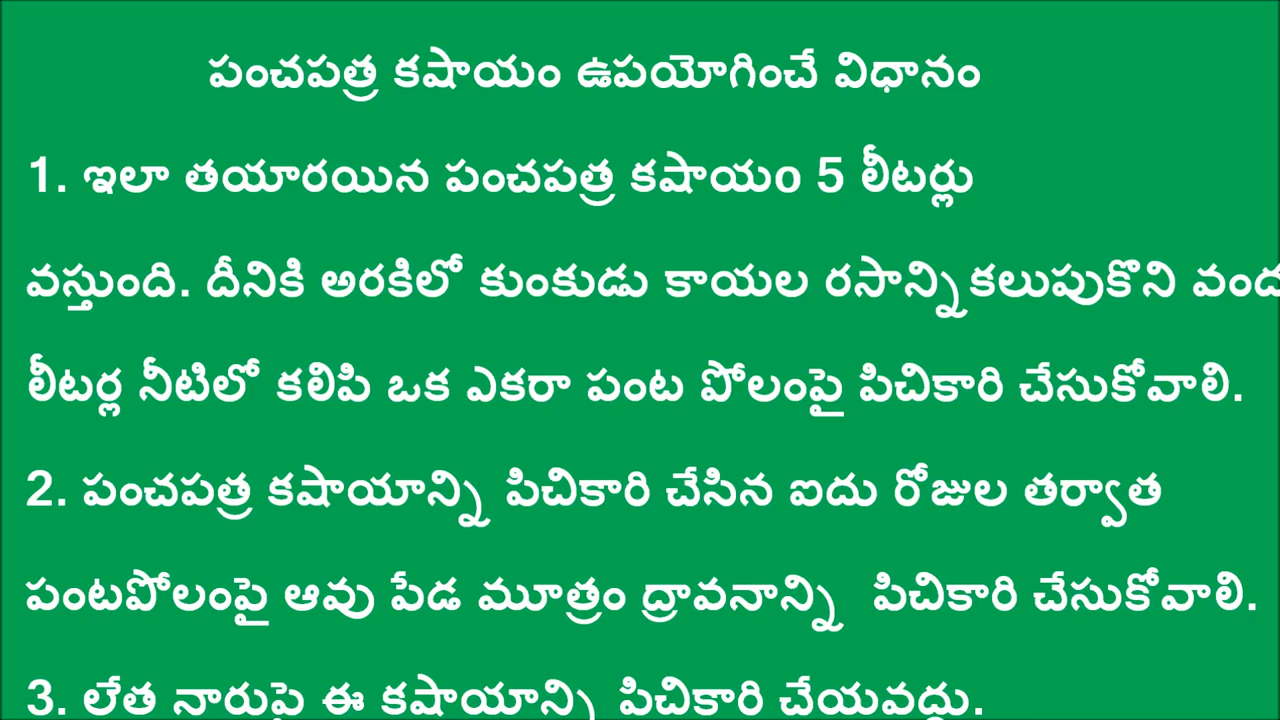 పంచపత్ర కషాయం ఉపయోగించే విధానం
1. ఇలా తయారయిన పంచపత్ర కషాయం 5 లీటర్లు
వస్తుంది. దీనికి అరకిలో కుంకుడు కాయల రసాన్ని కలుపుకొని
లీటర్ల నీటిలో కలిపి ఒక ఎకరా పంట పోలంపై పిచికారి చేసుకోవాలి.
2. పంచపత్ర కషాయాన్ని పిచికారి చేసిన ఐదు రోజుల తర్వాత
పంటపోలంపై ఆవు పేడ మూత్రం ద్రావనాన్ని పిచికారి చేసుకోవాలి.
3. లేత నారుపై ఈ కషాయాన్ని పిచికారి చేయవద్దు.